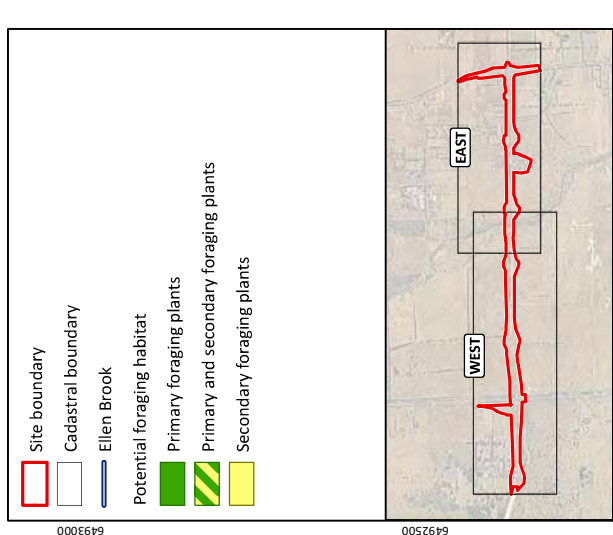 Site boundary
Cadastral boundary
Ellen Brook
Potential foraging habitat
Primary foraging plants
Primary and secondary foraging plants
Secondary foraging plants
EAST
WEST
6493000
6492500